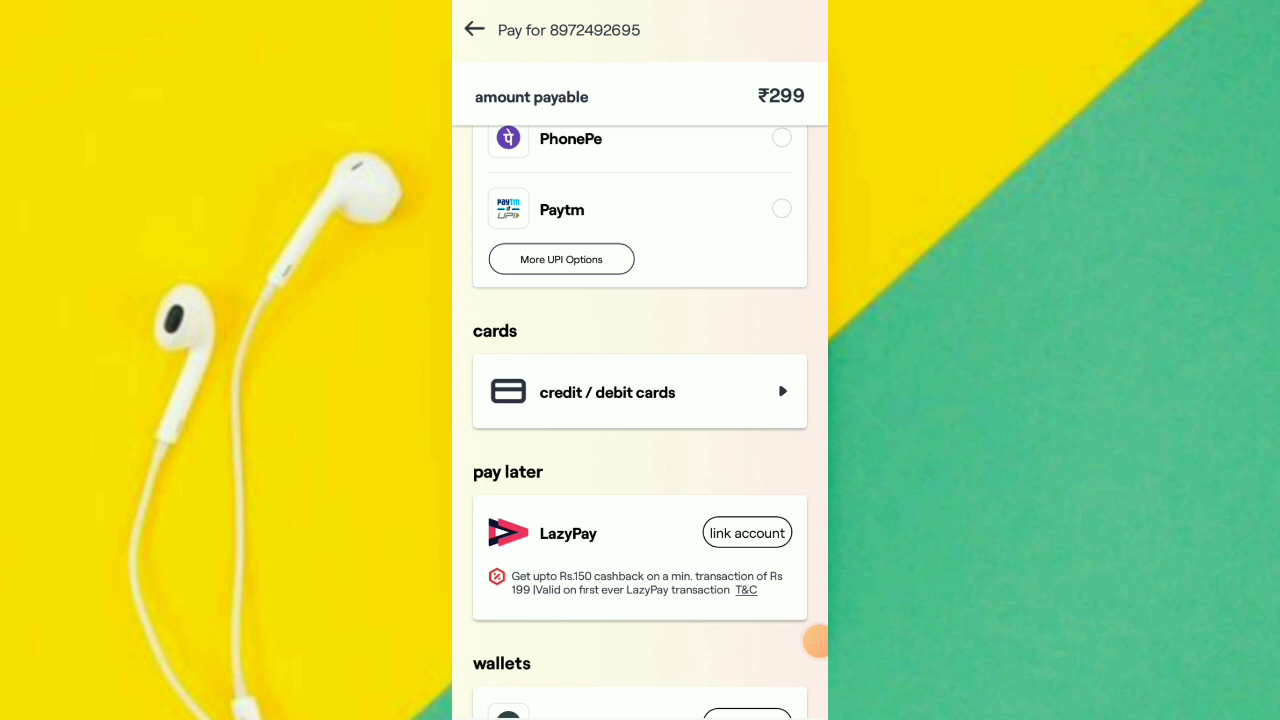 Pay for 8972492695
amount payable ₹299
पे PhonePe
paytm UPI Paytm
More UPI Options
cards
credit / debit cards
pay later
LazyPay link account
Get upto Rs.150 cashback on a min. transaction of Rs
199 |Valid on first ever LazyPay transaction T&C
wallets